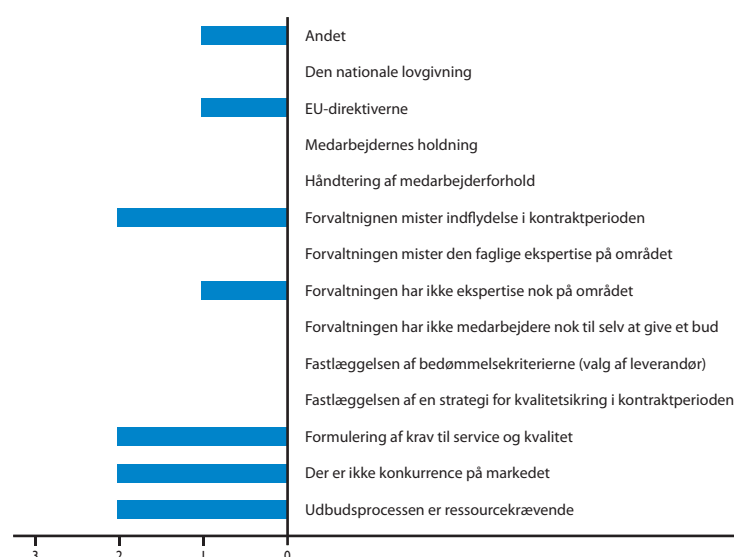 Andet
Den nationale lovgivning
EU-direktiverne
Medarbejdernes holdning
Håndtering af medarbejderforhold
Forvaltnignen mister indflydelse i kontraktperioden
Forvaltningen mister den faglige ekspertise på området
Forvaltningen har ikke ekspertise nok på området
Forvaltningen har ikke medarbejdere nok til selv at give et bud
Fastlæggelsen af bedømmelsekriterierne (valg af leverandør)
Fastlæggelsen af en strategi for kvalitetsikring i kontraktperioden
Formulering af krav til service og kvalitet
Der er ikke konkurrence på markedet
Udbudsprocessen er ressourcekrævende
3 2 1 0